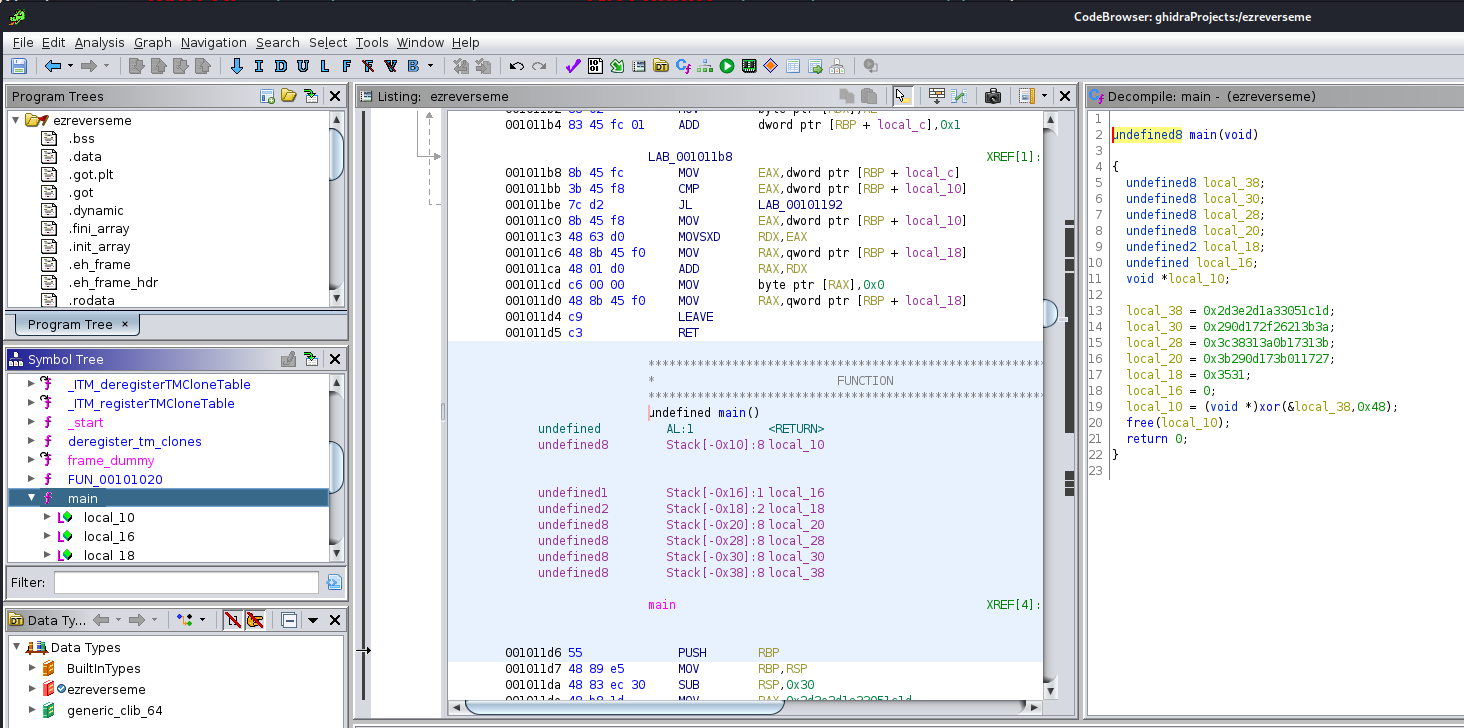 CodeBrowser: ghidraProjects:/ezreverseme
File Edit Analysis Graph Navigation Search Select Tools Window Help
I D U L F B
Program Trees
ezreverseme
.bss
.data
.got.plt
.got
.dynamic
.fini_array
.init_array
.eh_frame
.eh_frame_hdr
.rodata
Program Tree ×
Symbol Tree
_ITM_deregisterTMCloneTable
_ITM_registerTMCloneTable
_start
deregister_tm_clones
frame_dummy
FUN_00101020
main
local_10
local_16
local_18
Filter:
Data Ty...
Data Types
BuiltInTypes
ezreverseme
generic_clib_64
Listing: ezreverseme
001011b4 83 45 fc 01 ADD dword ptr [RBP + local_c],0x1
LAB_001011b8 XREF[1]:
001011b8 8b 45 fc MOV EAX,dword ptr [RBP + local_c]
001011bb 3b 45 f8 CMP EAX,dword ptr [RBP + local_10]
001011be 7c d2 JL LAB_00101192
001011c0 8b 45 f8 MOV EAX,dword ptr [RBP + local_10]
001011c3 48 63 d0 MOVSXD RDX,EAX
001011c6 48 8b 45 f0 MOV RAX,qword ptr [RBP + local_18]
001011ca 48 01 d0 ADD RAX,RDX
001011cd c6 00 00 MOV byte ptr [RAX],0x0
001011d0 48 8b 45 f0 MOV RAX,qword ptr [RBP + local_18]
001011d4 c9 LEAVE
001011d5 c3 RET
*************************************************
* FUNCTION
*************************************************
undefined main()
undefined AL:1 <RETURN>
undefined8 Stack[-0x10]:8 local_10
undefined1 Stack[-0x16]:1 local_16
undefined2 Stack[-0x18]:2 local_18
undefined8 Stack[-0x20]:8 local_20
undefined8 Stack[-0x28]:8 local_28
undefined8 Stack[-0x30]:8 local_30
undefined8 Stack[-0x38]:8 local_38
main XREF[4]:
001011d6 55 PUSH RBP
001011d7 48 89 e5 MOV RBP,RSP
001011da 48 83 ec 30 SUB RSP,0x30
Decompile: main - (ezreverseme)
1
2 undefined8 main(void)
3
4 {
5 undefined8 local_38;
6 undefined8 local_30;
7 undefined8 local_28;
8 undefined8 local_20;
9 undefined2 local_18;
10 undefined local_16;
11 void *local_10;
12
13 local_38 = 0x2d3e2d1a33051c1d;
14 local_30 = 0x290d172f26213b3a;
15 local_28 = 0x3c38313a0b17313b;
16 local_20 = 0x3b290d173b011727;
17 local_18 = 0x3531;
18 local_16 = 0;
19 local_10 = (void *)xor(&local_38,0x48);
20 free(local_10);
21 return 0;
22 }
23